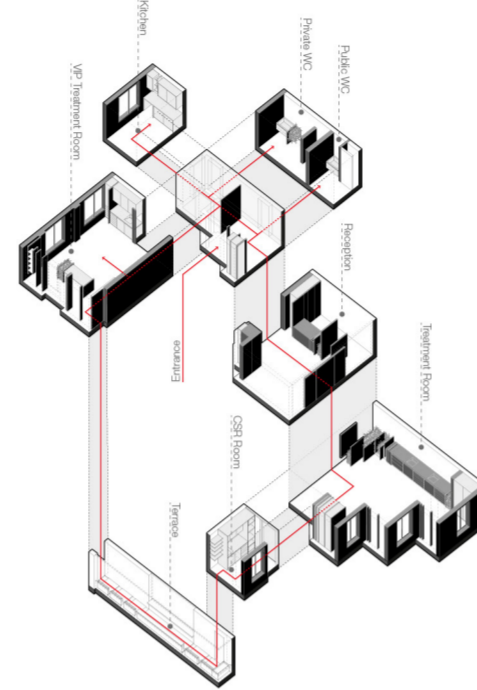 Kitchen
Private WC
Public WC
VIP Treatment Room
Reception
Treatment Room
Entrance
CSR Room
Terrace